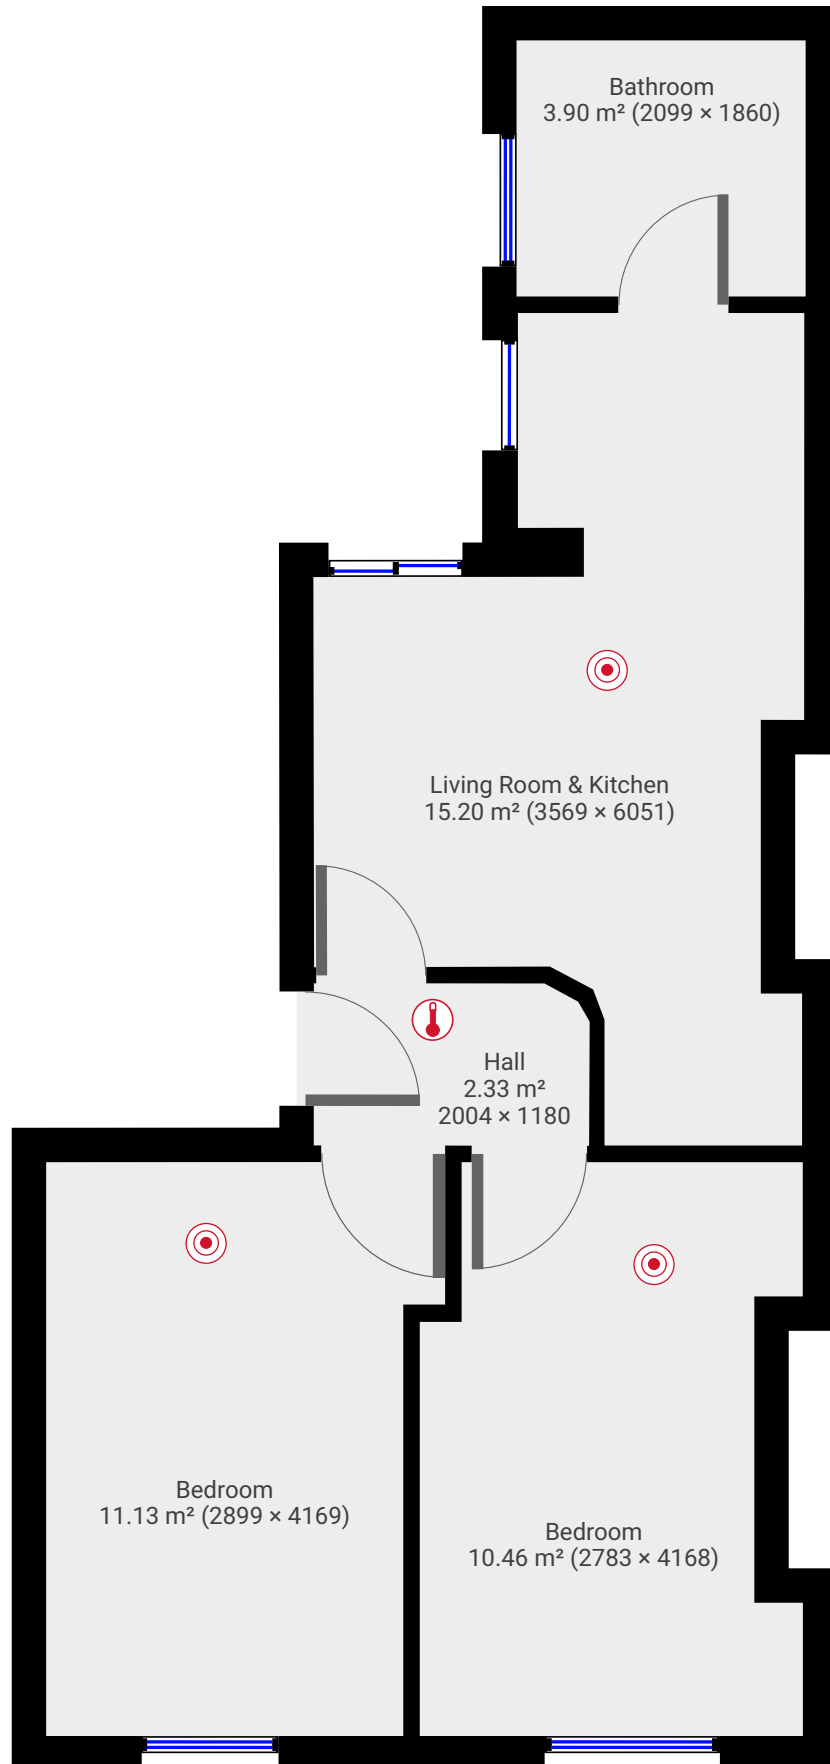 Bathroom
3.90 m² (2099 × 1860)
Living Room & Kitchen
15.20 m² (3569 × 6051)
Hall
2.33 m²
2004 × 1180
Bedroom
11.13 m² (2899 × 4169)
Bedroom
10.46 m² (2783 × 4168)